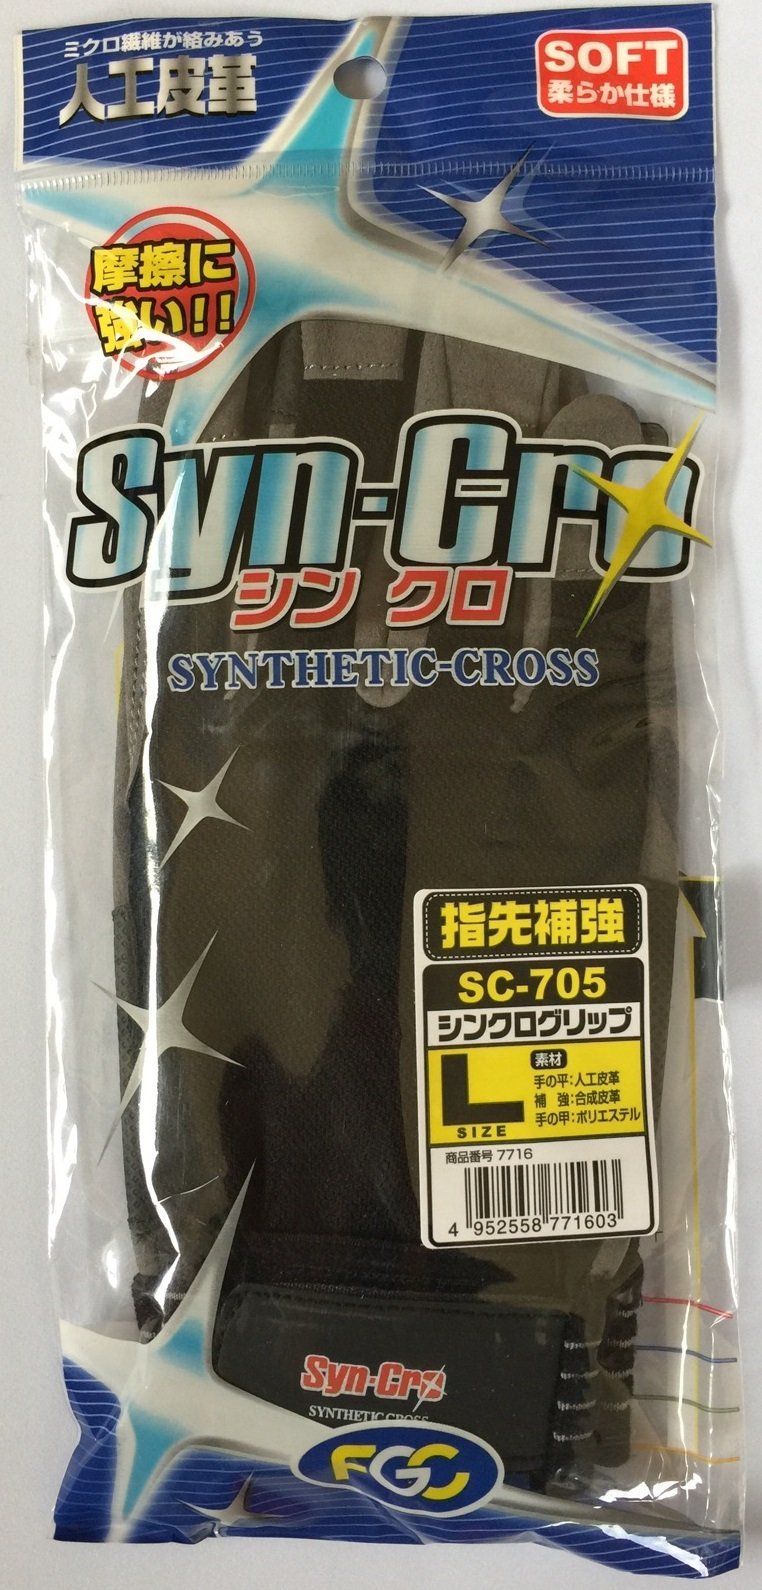 ミクロ繊維が絡みあう
人工皮革
SOFT
柔らか仕様
摩擦に
強い!!
Syn-Cro
シンクロ
SYNTHETIC-CROSS
指先補強
SC-705
シンクログリップ
L
SIZE
素材
手の平:人工皮革
補 強:合成皮革
手の甲:ポリエステル
商品番号 7716
4 952558 771603
Syn-Cro
SYNTHETIC-CROSS
FGC